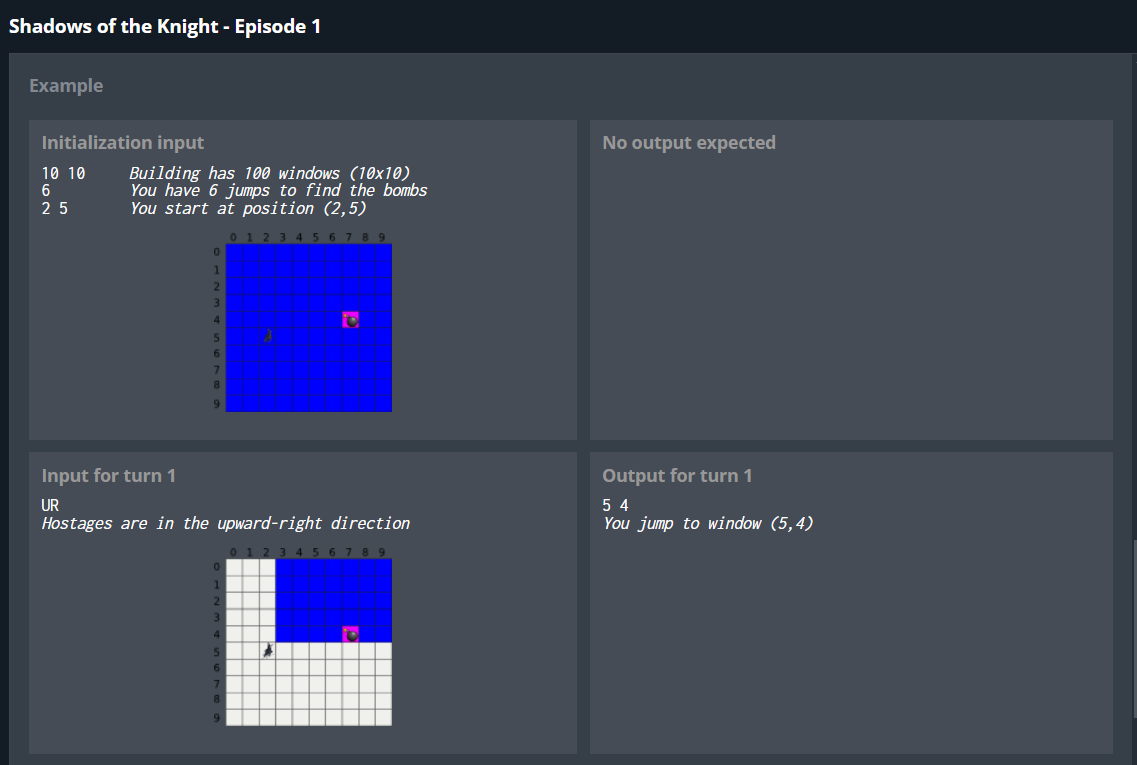 Shadows of the Knight - Episode 1
Example
Initialization input
10 10 Building has 100 windows (10x10)
6 You have 6 jumps to find the bombs
2 5 You start at position (2,5)
0 1 2 3 4 5 6 7 8 9
0
1
2
3
4
5
6
7
8
9
No output expected
Input for turn 1
UR
Hostages are in the upward-right direction
0 1 2 3 4 5 6 7 8 9
0
1
2
3
4
5
6
7
8
9
Output for turn 1
5 4
You jump to window (5,4)